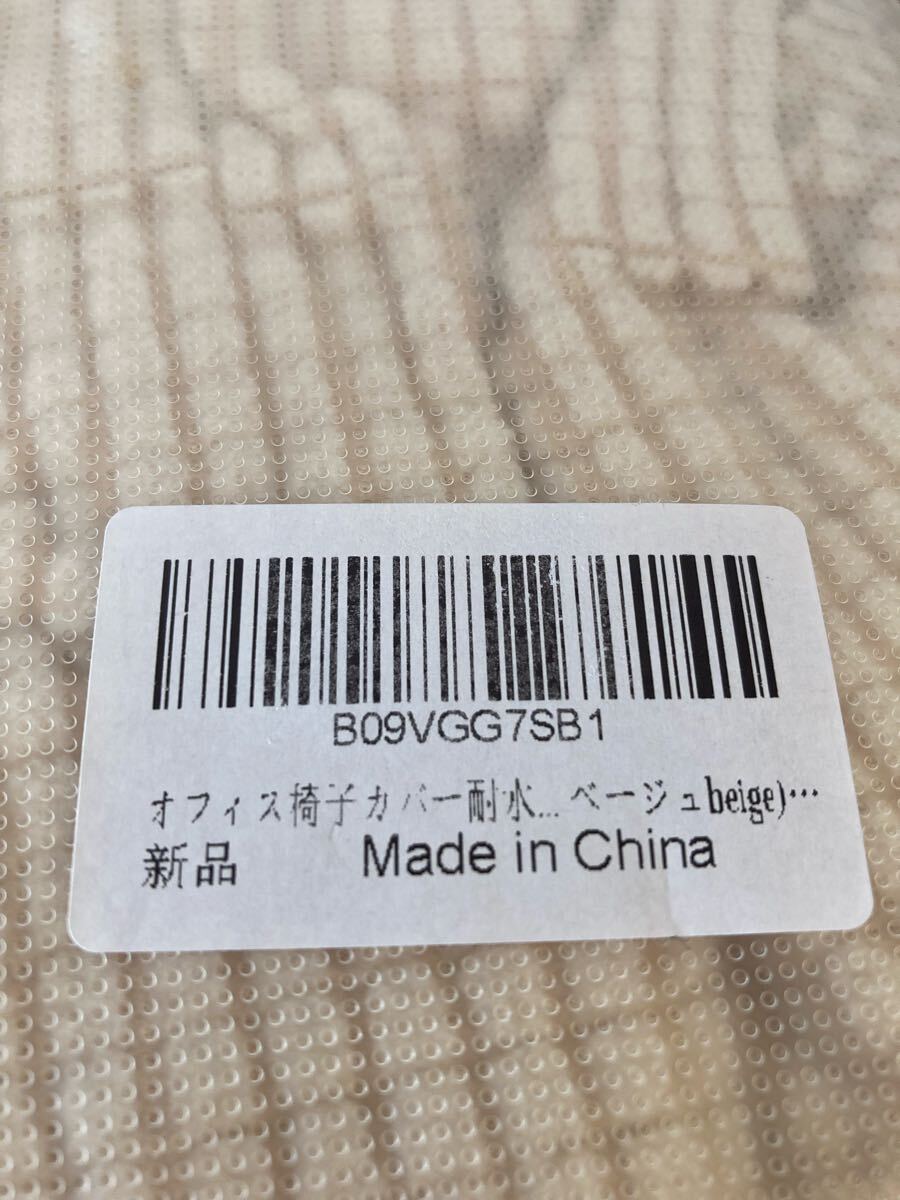 B09VGG7SB1
オフィス椅子カバー耐水...ベージュbeige)…
新品 Made in China